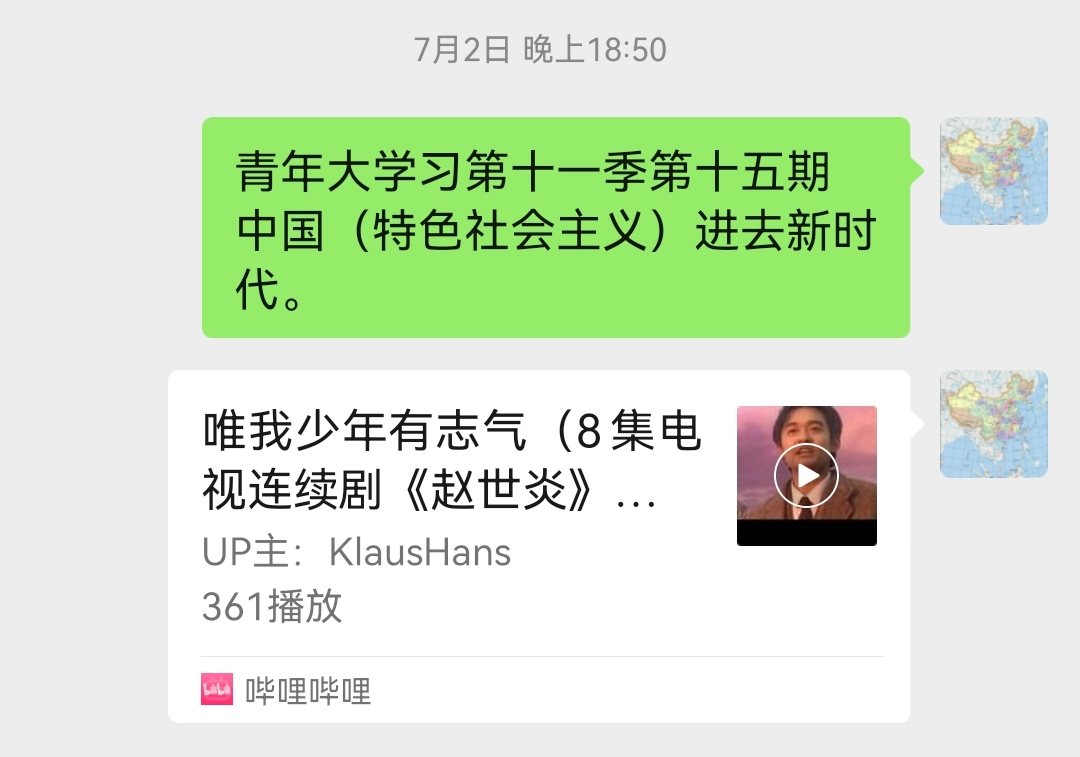 7月2日 晚上18:50
青年大学习第十一季第十五期
中国（特色社会主义）进去新时
代。
唯我少年有志气（8集电
视连续剧《赵世炎》...
UP主：KlausHans
361播放
哔哩哔哩